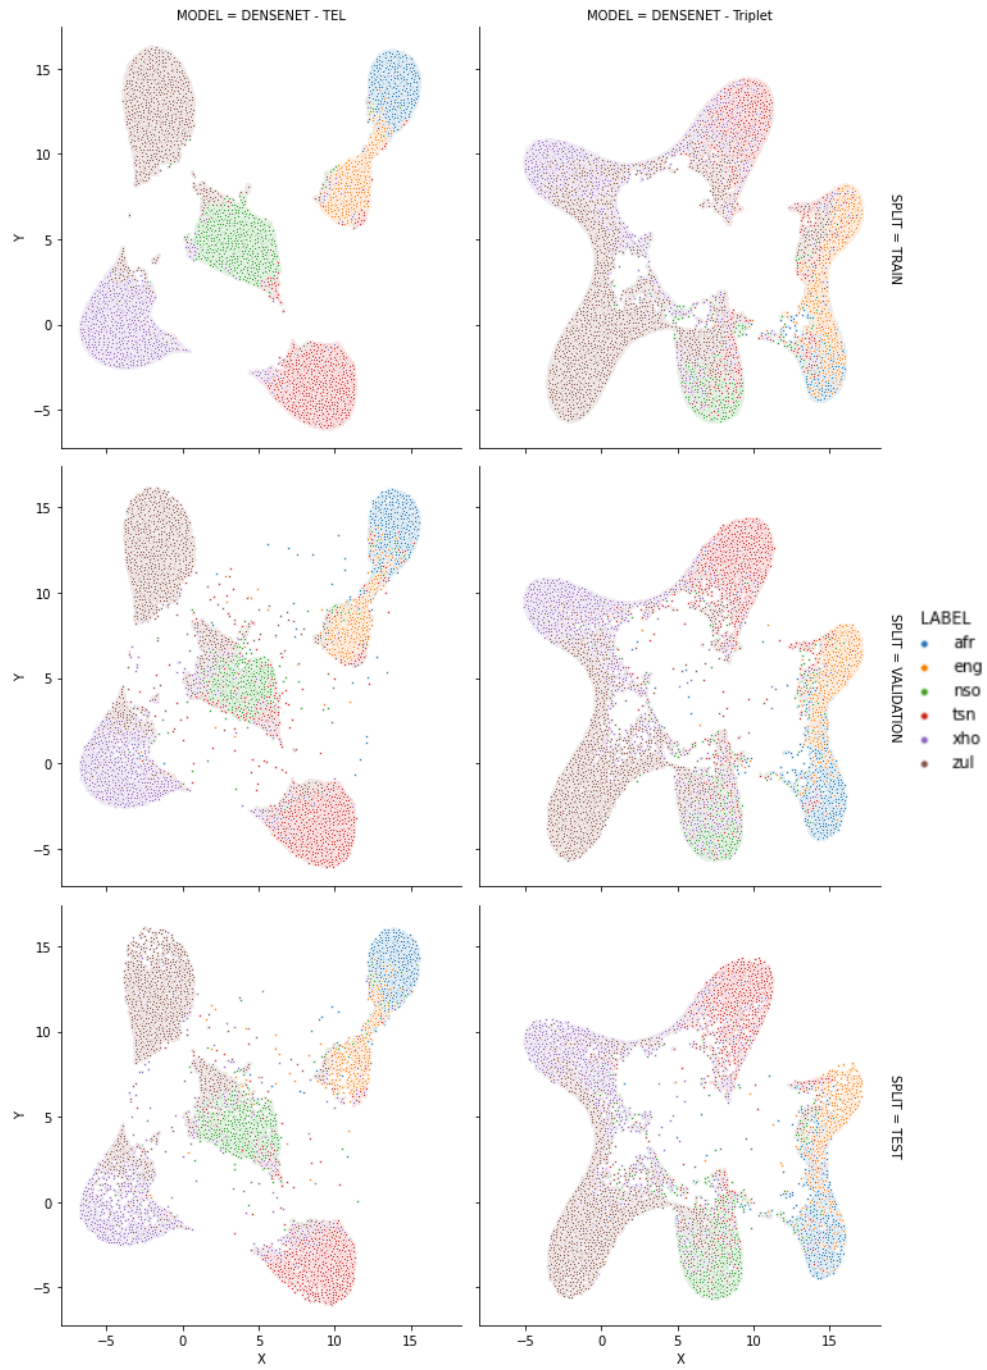 MODEL = DENSENET - TEL
MODEL = DENSENET - Triplet
15
10
5
0
−5
Y
SPLIT = TRAIN
15
10
5
0
−5
Y
SPLIT = VALIDATION
LABEL
afr
eng
nso
tsn
xho
zul
15
10
5
0
−5
Y
SPLIT = TEST
−5 0 5 10 15
X
−5 0 5 10 15
X